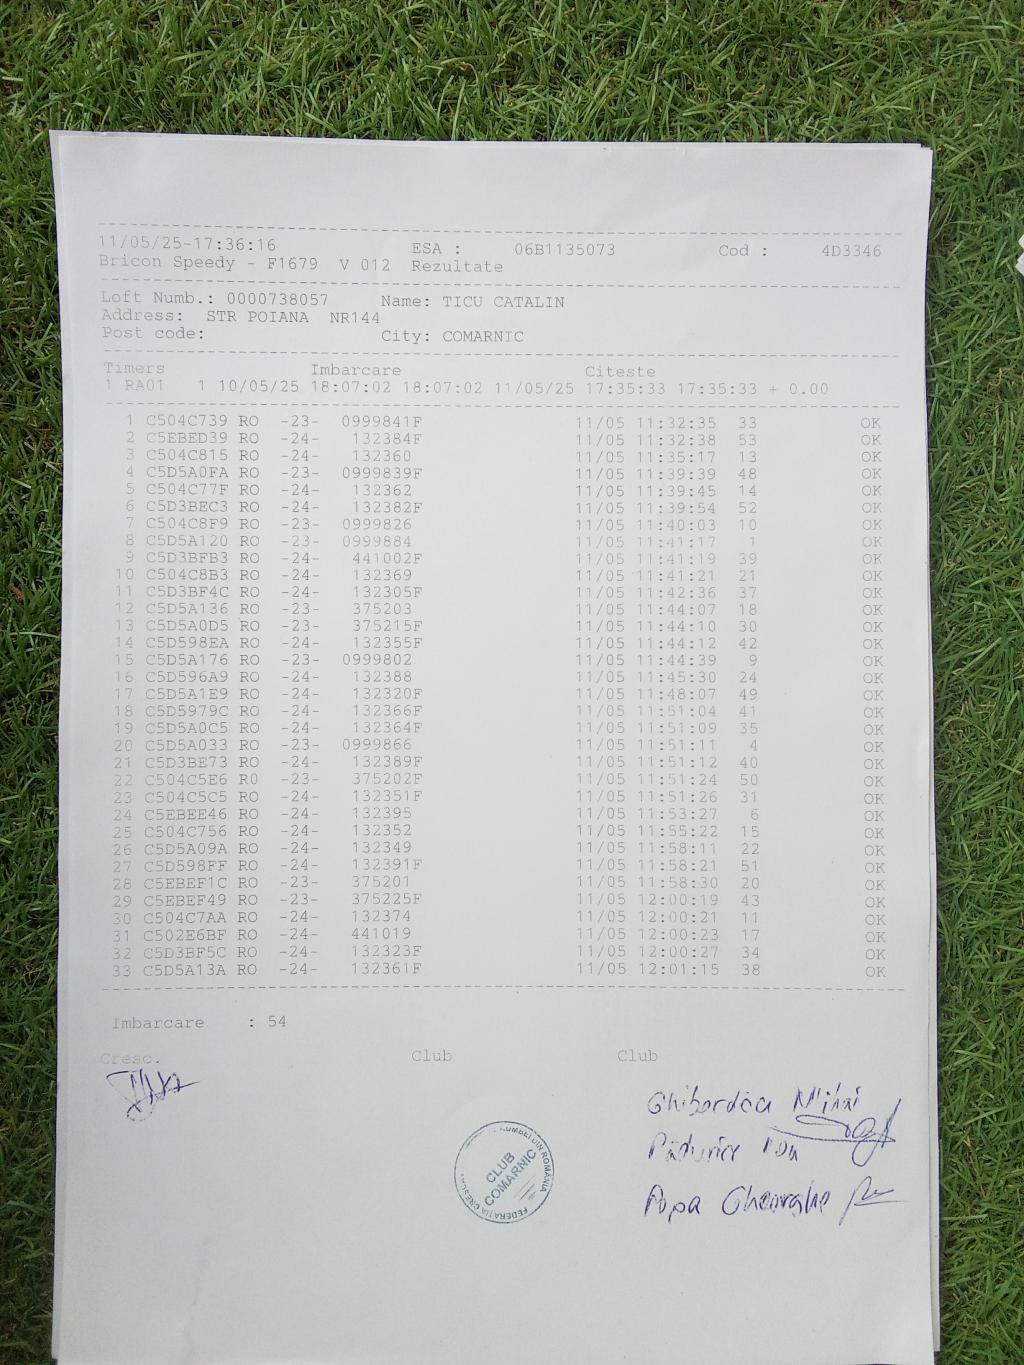 11/05/25-17:36:16 ESA : 06B1135073 Cod : 4D3346
Bricon Speedy - F1679 V 012 Rezultate
Loft Numb.: 0000738057 Name: TICU CATALIN
Address: STR POIANA NR144
Post code: City: COMARNIC
Timers Imbarcare Citeste
1 RA01 1 10/05/25 18:07:02 18:07:02 11/05/25 17:35:33 17:35:33 + 0.00
1 C504C739 RO -23- 0999841F 11/05 11:32:35 33 OK
2 C5EBED39 RO -24- 132384F 11/05 11:32:38 53 OK
3 C504C815 RO -24- 132360 11/05 11:35:17 13 OK
4 C5D5A0FA RO -23- 0999839F 11/05 11:39:39 48 OK
5 C504C77F RO -24- 132362 11/05 11:39:45 14 OK
6 C5D3BEC3 RO -24- 132382F 11/05 11:39:54 52 OK
7 C504C8F9 RO -23- 0999826 11/05 11:40:03 10 OK
8 C5D5A120 RO -23- 0999884 11/05 11:41:17 1 OK
9 C5D3BFB3 RO -24- 441002F 11/05 11:41:19 39 OK
10 C504C8B3 RO -24- 132369 11/05 11:41:21 21 OK
11 C5D3BF4C RO -24- 132305F 11/05 11:42:36 37 OK
12 C5D5A136 RO -23- 375203 11/05 11:44:07 18 OK
13 C5D5A0D5 RO -23- 375215F 11/05 11:44:10 30 OK
14 C5D598EA RO -24- 132355F 11/05 11:44:12 42 OK
15 C5D5A176 RO -23- 0999802 11/05 11:44:39 9 OK
16 C5D596A9 RO -24- 132388 11/05 11:45:30 24 OK
17 C5D5A1E9 RO -24- 132320F 11/05 11:48:07 49 OK
18 C5D5979C RO -24- 132366F 11/05 11:51:04 41 OK
19 C5D5A0C5 RO -24- 132364F 11/05 11:51:09 35 OK
20 C5D5A033 RO -23- 0999866 11/05 11:51:11 4 OK
21 C5D3BE73 RO -24- 132389F 11/05 11:51:12 40 OK
22 C504C5E6 R0 -23- 375202F 11/05 11:51:24 50 OK
23 C504C5C5 RO -24- 132351F 11/05 11:51:26 31 OK
24 C5EBEE46 RO -24- 132395 11/05 11:53:27 6 OK
25 C504C756 RO -24- 132352 11/05 11:55:22 15 OK
26 C5D5A09A RO -24- 132349 11/05 11:58:11 22 OK
27 C5D598FF RO -24- 132391F 11/05 11:58:21 51 OK
28 C5EBEF1C RO -23- 375201 11/05 11:58:30 20 OK
29 C5EBEF49 RO -24- 375225F 11/05 12:00:19 43 OK
30 C504C7AA RO -24- 132374 11/05 12:00:21 11 OK
31 C502E6BF RO -24- 441019 11/05 12:00:23 17 OK
32 C5D3BF5C RO -24- 132323F 11/05 12:00:27 34 OK
33 C5D5A13A RO -24- 132361F 11/05 12:01:15 38 OK
Imbarcare : 54
Cresc. Club Club
Mihai
CLUB
COMARNIC
DIN ROMÂNIA
FEDERAȚIA
Popa Gheorghe